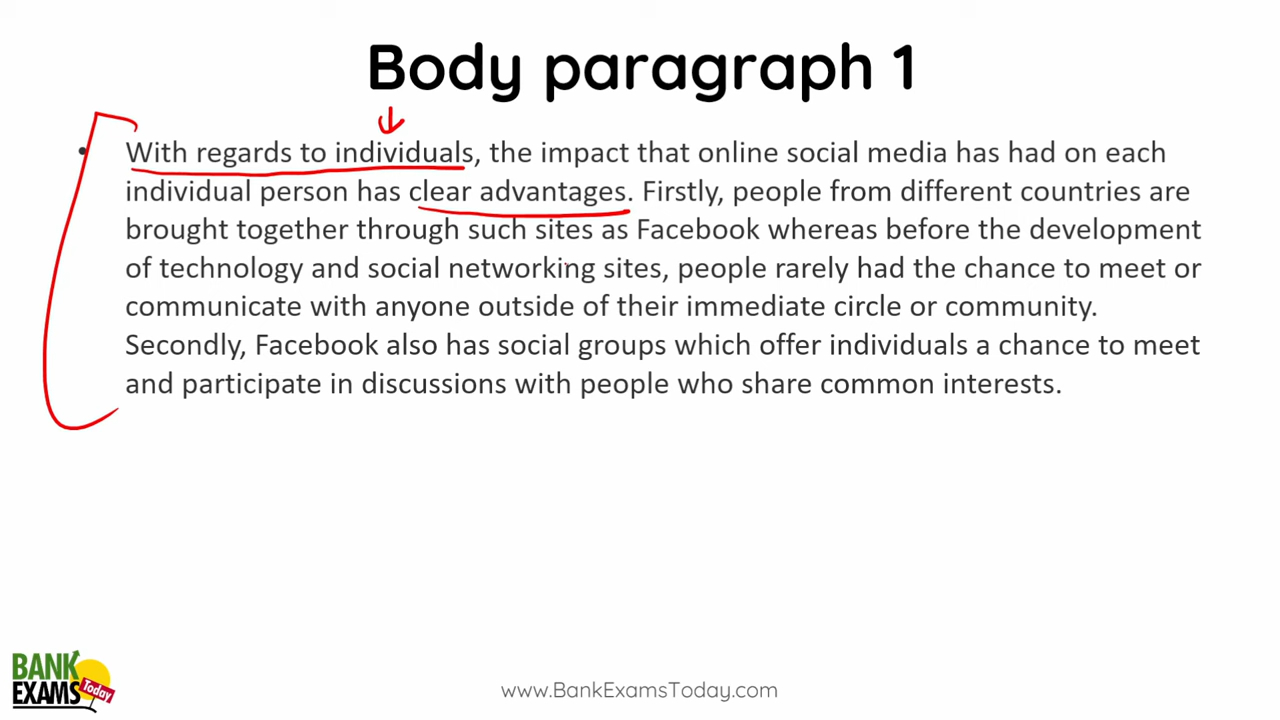 Body paragraph 1
• With regards to individuals, the impact that online social media has had on each
individual person has clear advantages. Firstly, people from different countries are
brought together through such sites as Facebook whereas before the development
of technology and social networking sites, people rarely had the chance to meet or
communicate with anyone outside of their immediate circle or community.
Secondly, Facebook also has social groups which offer individuals a chance to meet
and participate in discussions with people who share common interests.
BANK
EXAMS Today
www.BankExamsToday.com